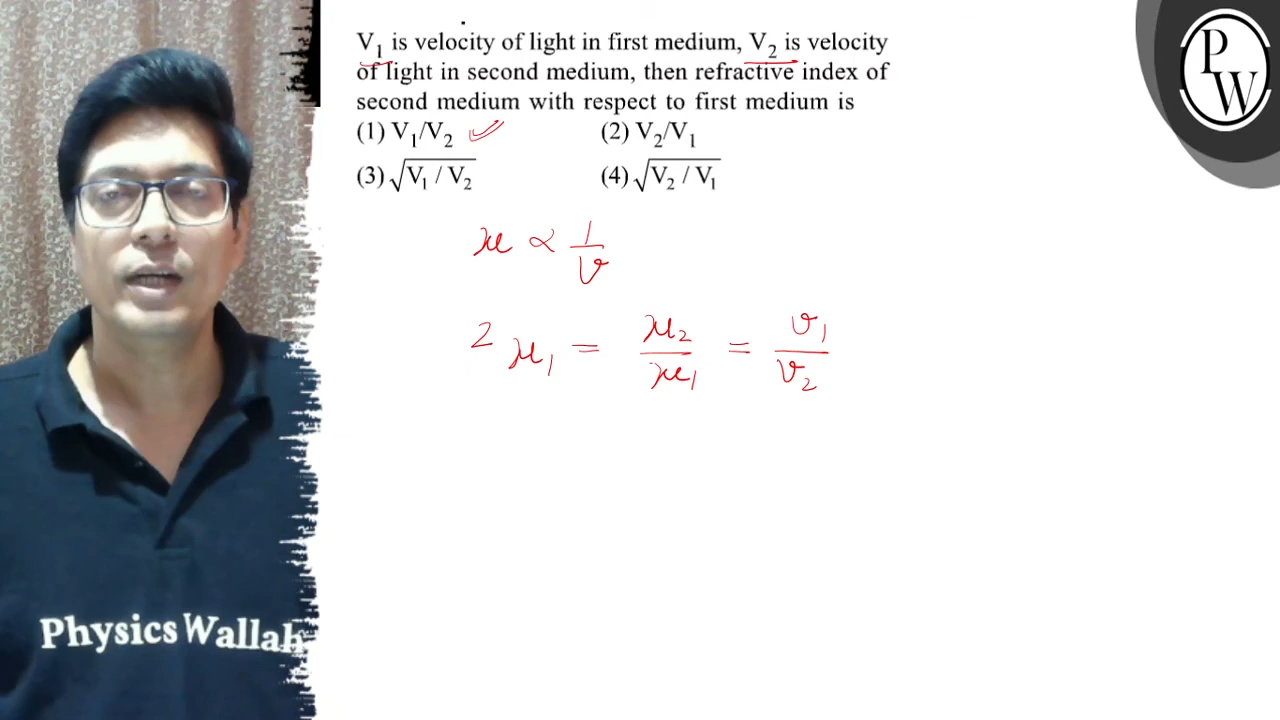 V₁ is velocity of light in first medium, V₂ is velocity
of light in second medium, then refractive index of
second medium with respect to first medium is
(1) V₁/V₂ ✓ (2) V₂/V₁
(3) √(V₁ / V₂) (4) √(V₂ / V₁)
μ ∝ 1/v
²μ₁ = μ₂/μ₁ = v₁/v₂
Physics Wallah
PW